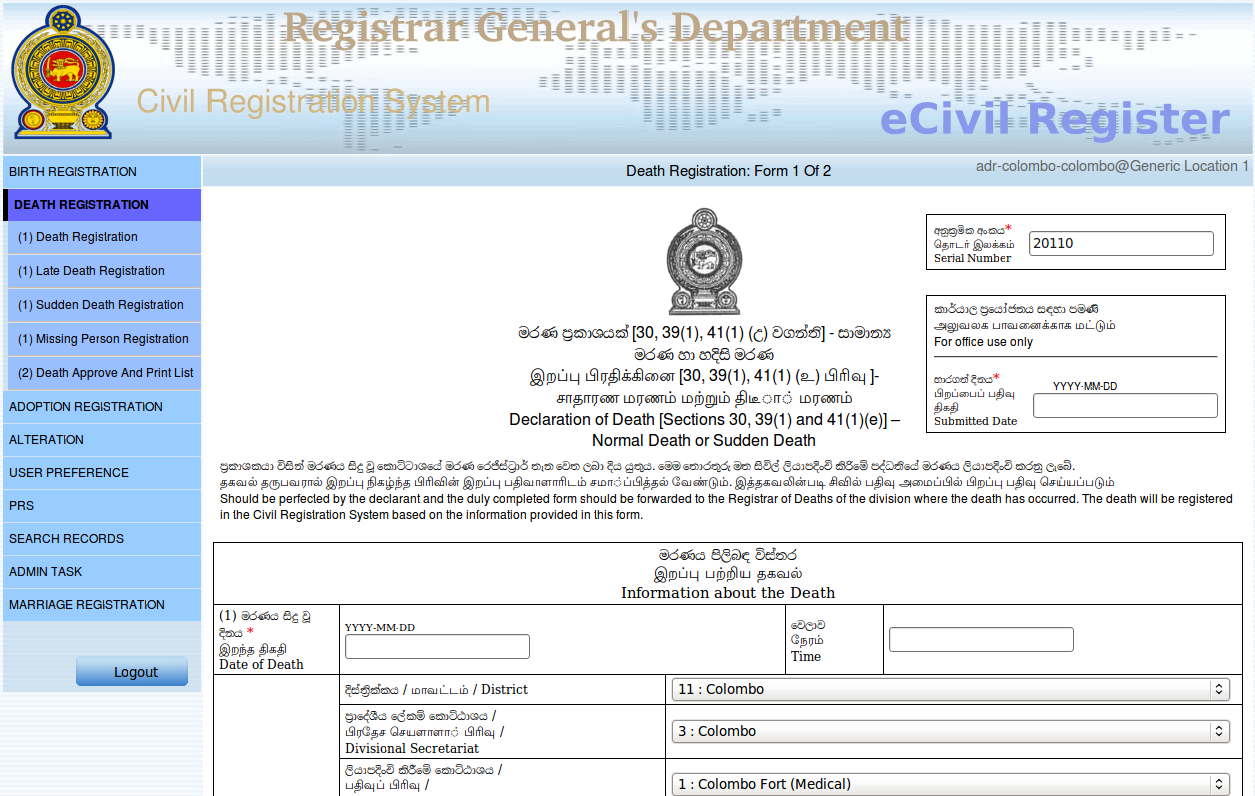 Registrar General's Department
Civil Registration System
eCivil Register
BIRTH REGISTRATION
DEATH REGISTRATION
(1) Death Registration
(1) Late Death Registration
(1) Sudden Death Registration
(1) Missing Person Registration
(2) Death Approve And Print List
ADOPTION REGISTRATION
ALTERATION
USER PREFERENCE
PRS
SEARCH RECORDS
ADMIN TASK
MARRIAGE REGISTRATION
Logout
Death Registration: Form 1 Of 2
adr-colombo-colombo@Generic Location 1
අනුක්‍රමික අංකය*
தொடர் இலக்கம்
Serial Number
20110
කාර්යාල ප්‍රයෝජනය සඳහා පමණි
அலுவலக பாவனைக்காக மட்டும்
For office use only
භාරගත් දිනය*
பிறப்பைப் பதிவு
திகதி
Submitted Date
YYYY-MM-DD
මරණ ප්‍රකාශයක් [30, 39(1), 41(1) (උ) වගන්ති] - සාමාන්‍ය
මරණ හා හදිසි මරණ
இறப்பு பிரதிக்கினை [30, 39(1), 41(1) (உ) பிரிவு ]-
சாதாரண மரணம் மற்றும் திடீா் மரணம்
Declaration of Death [Sections 30, 39(1) and 41(1)(e)] –
Normal Death or Sudden Death
ප්‍රකාශකයා විසින් මරණය සිදු වූ කොට්ටාශයේ මරණ රෙජිස්ට්‍රාර් තැන වෙත ලබා දිය යුතුය. මෙම තොරතුරු මත සිවිල් ලියාපදිංචි කිරිමේ පද්ධතියේ මරණය ලියාපදිංචි කරනු ලැබේ.
தகவல் தருபவரால் இறப்பு நிகழ்ந்த பிரிவின் இறப்பு பதிவாளாரிடம் சமா்ப்பித்தல் வேண்டும். இத்தகவலின்படி சிவில் பதிவு அமைப்பில் பிறப்பு பதிவு செய்யப்படும்
Should be perfected by the declarant and the duly completed form should be forwarded to the Registrar of Deaths of the division where the death has occurred. The death will be registered
in the Civil Registration System based on the information provided in this form.
මරණය පිලිබඳ විස්තර
இறப்பு பற்றிய தகவல்
Information about the Death
(1) මරණය සිදු වූ
දිනය *
இறந்த திகதி
Date of Death
YYYY-MM-DD
වෙලාව
நேரம்
Time
දිස්ත්‍රික්කය / மாவட்டம் / District
11 : Colombo
ප්‍රාදේශීය ලේකම් කොට්ඨාශය /
பிரதேச செயளாளா் பிரிவு /
Divisional Secretariat
3 : Colombo
ලියාපදිංචි කිරීමේ කොට්ඨාශය /
பதிவுப் பிரிவு /
1 : Colombo Fort (Medical)